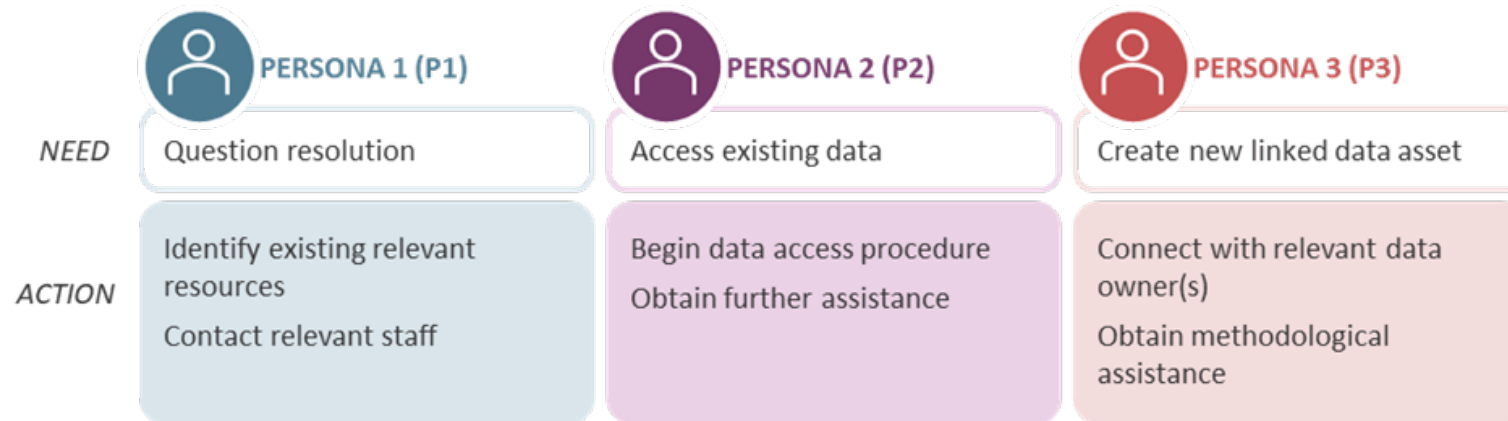 PERSONA 1 (P1)
PERSONA 2 (P2)
PERSONA 3 (P3)
NEED
Question resolution
Access existing data
Create new linked data asset
ACTION
Identify existing relevant
resources
Contact relevant staff
Begin data access procedure
Obtain further assistance
Connect with relevant data
owner(s)
Obtain methodological
assistance